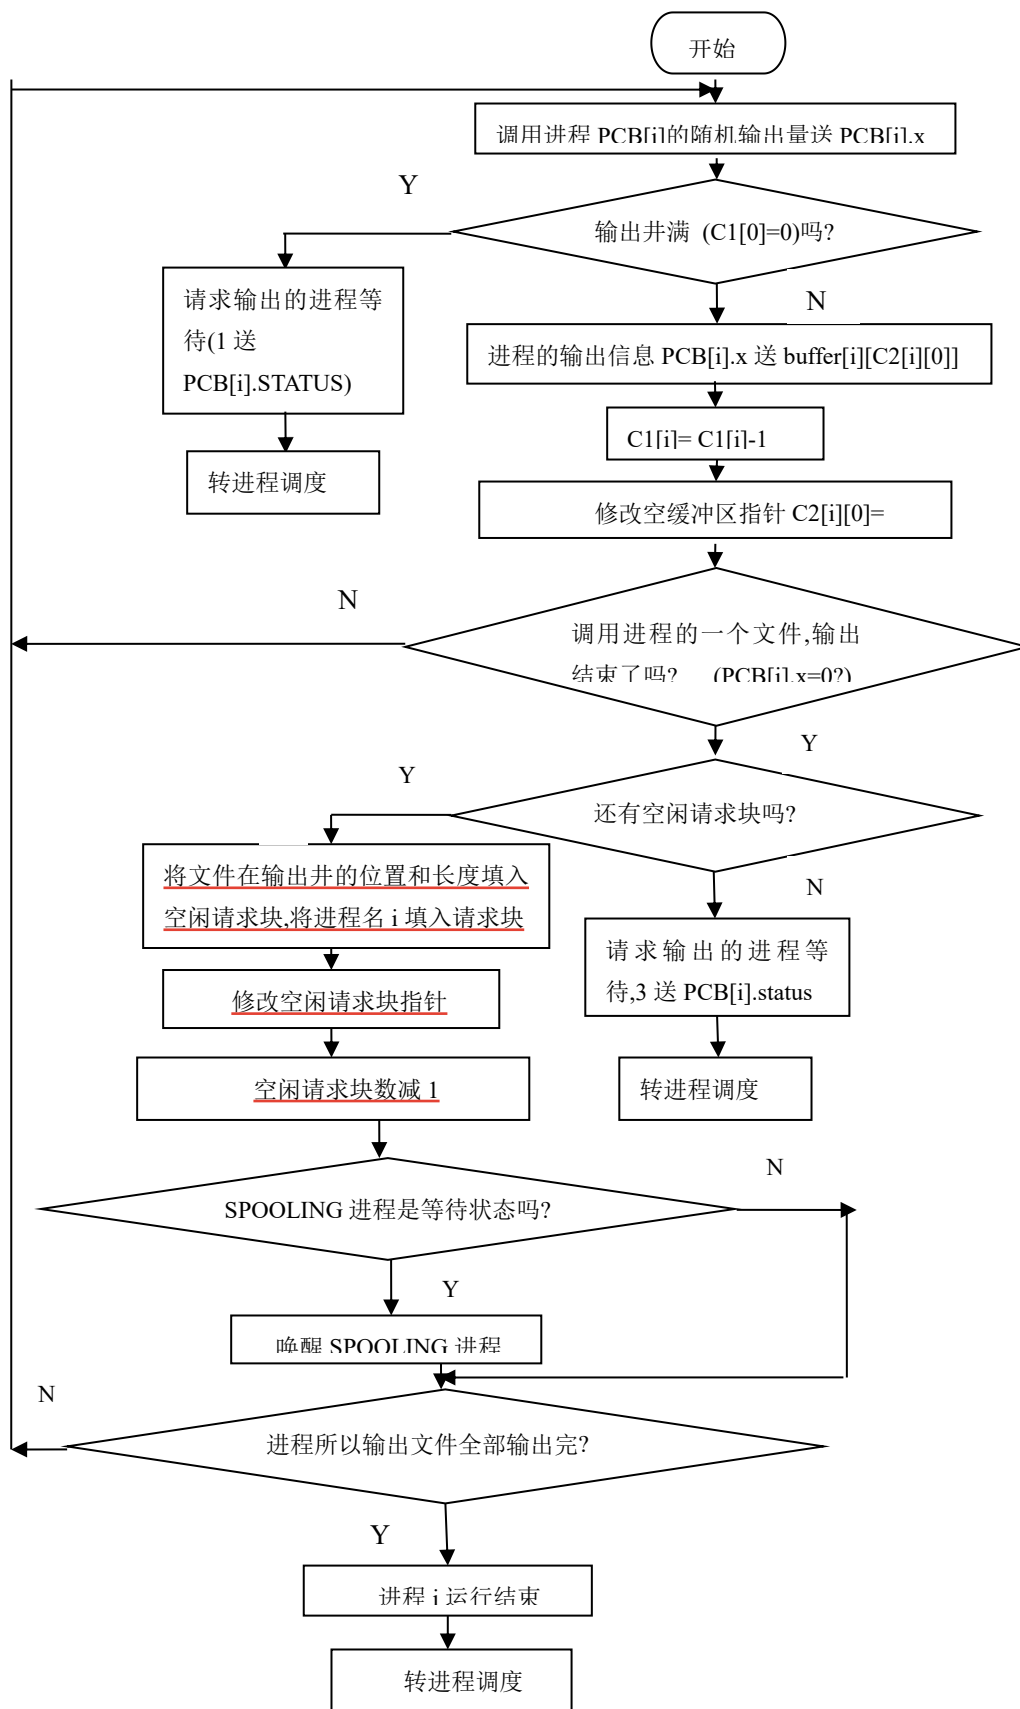 开始
调用进程 PCB[i]的随机输出量送 PCB[i].x
Y
输出井满 (C1[0]=0)吗?
请求输出的进程等
待(1 送
PCB[i].STATUS)
N
进程的输出信息 PCB[i].x 送 buffer[i][C2[i][0]]
C1[i]= C1[i]-1
转进程调度
修改空缓冲区指针 C2[i][0]=
N
调用进程的一个文件,输出
结束了吗? (PCB[i].x=0?)
Y
Y
还有空闲请求块吗?
将文件在输出井的位置和长度填入
空闲请求块,将进程名 i 填入请求块
N
请求输出的进程等
待,3 送 PCB[i].status
修改空闲请求块指针
空闲请求块数减 1
转进程调度
N
SPOOLING 进程是等待状态吗?
Y
唤醒 SPOOLING 进程
N
进程所以输出文件全部输出完?
Y
进程 i 运行结束
转进程调度